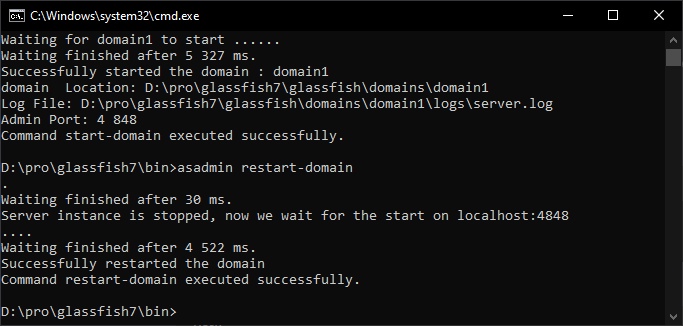 C:\Windows\system32\cmd.exe
Waiting for domain1 to start ......
Waiting finished after 5 327 ms.
Successfully started the domain : domain1
domain  Location: D:\pro\glassfish7\glassfish\domains\domain1
Log File: D:\pro\glassfish7\glassfish\domains\domain1\logs\server.log
Admin Port: 4 848
Command start-domain executed successfully.
D:\pro\glassfish7\bin>asadmin restart-domain
.
Waiting finished after 30 ms.
Server instance is stopped, now we wait for the start on localhost:4848
....
Waiting finished after 4 522 ms.
Successfully restarted the domain
Command restart-domain executed successfully.
D:\pro\glassfish7\bin>